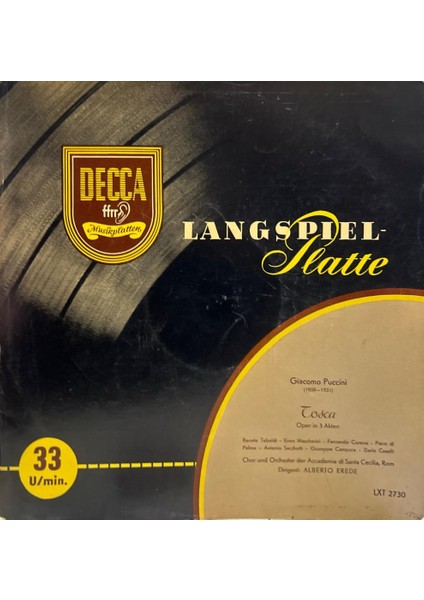 DECCA
ffrr
Musikplatten
LANGSPIEL-
Platte
Giacomo Puccini
Tosca
Oper in 3 Akten
Renata Tebaldi - Enzo Mascherini - Fernando Corena - Piero di
Palma - Antonio Sacchetti - Giuseppe Campora - Dario Caselli
Chor und Orchester der Accademia di Santa Cecilia, Rom
Dirigent: ALBERTO EREDE
LXT 2730
33
U/min.